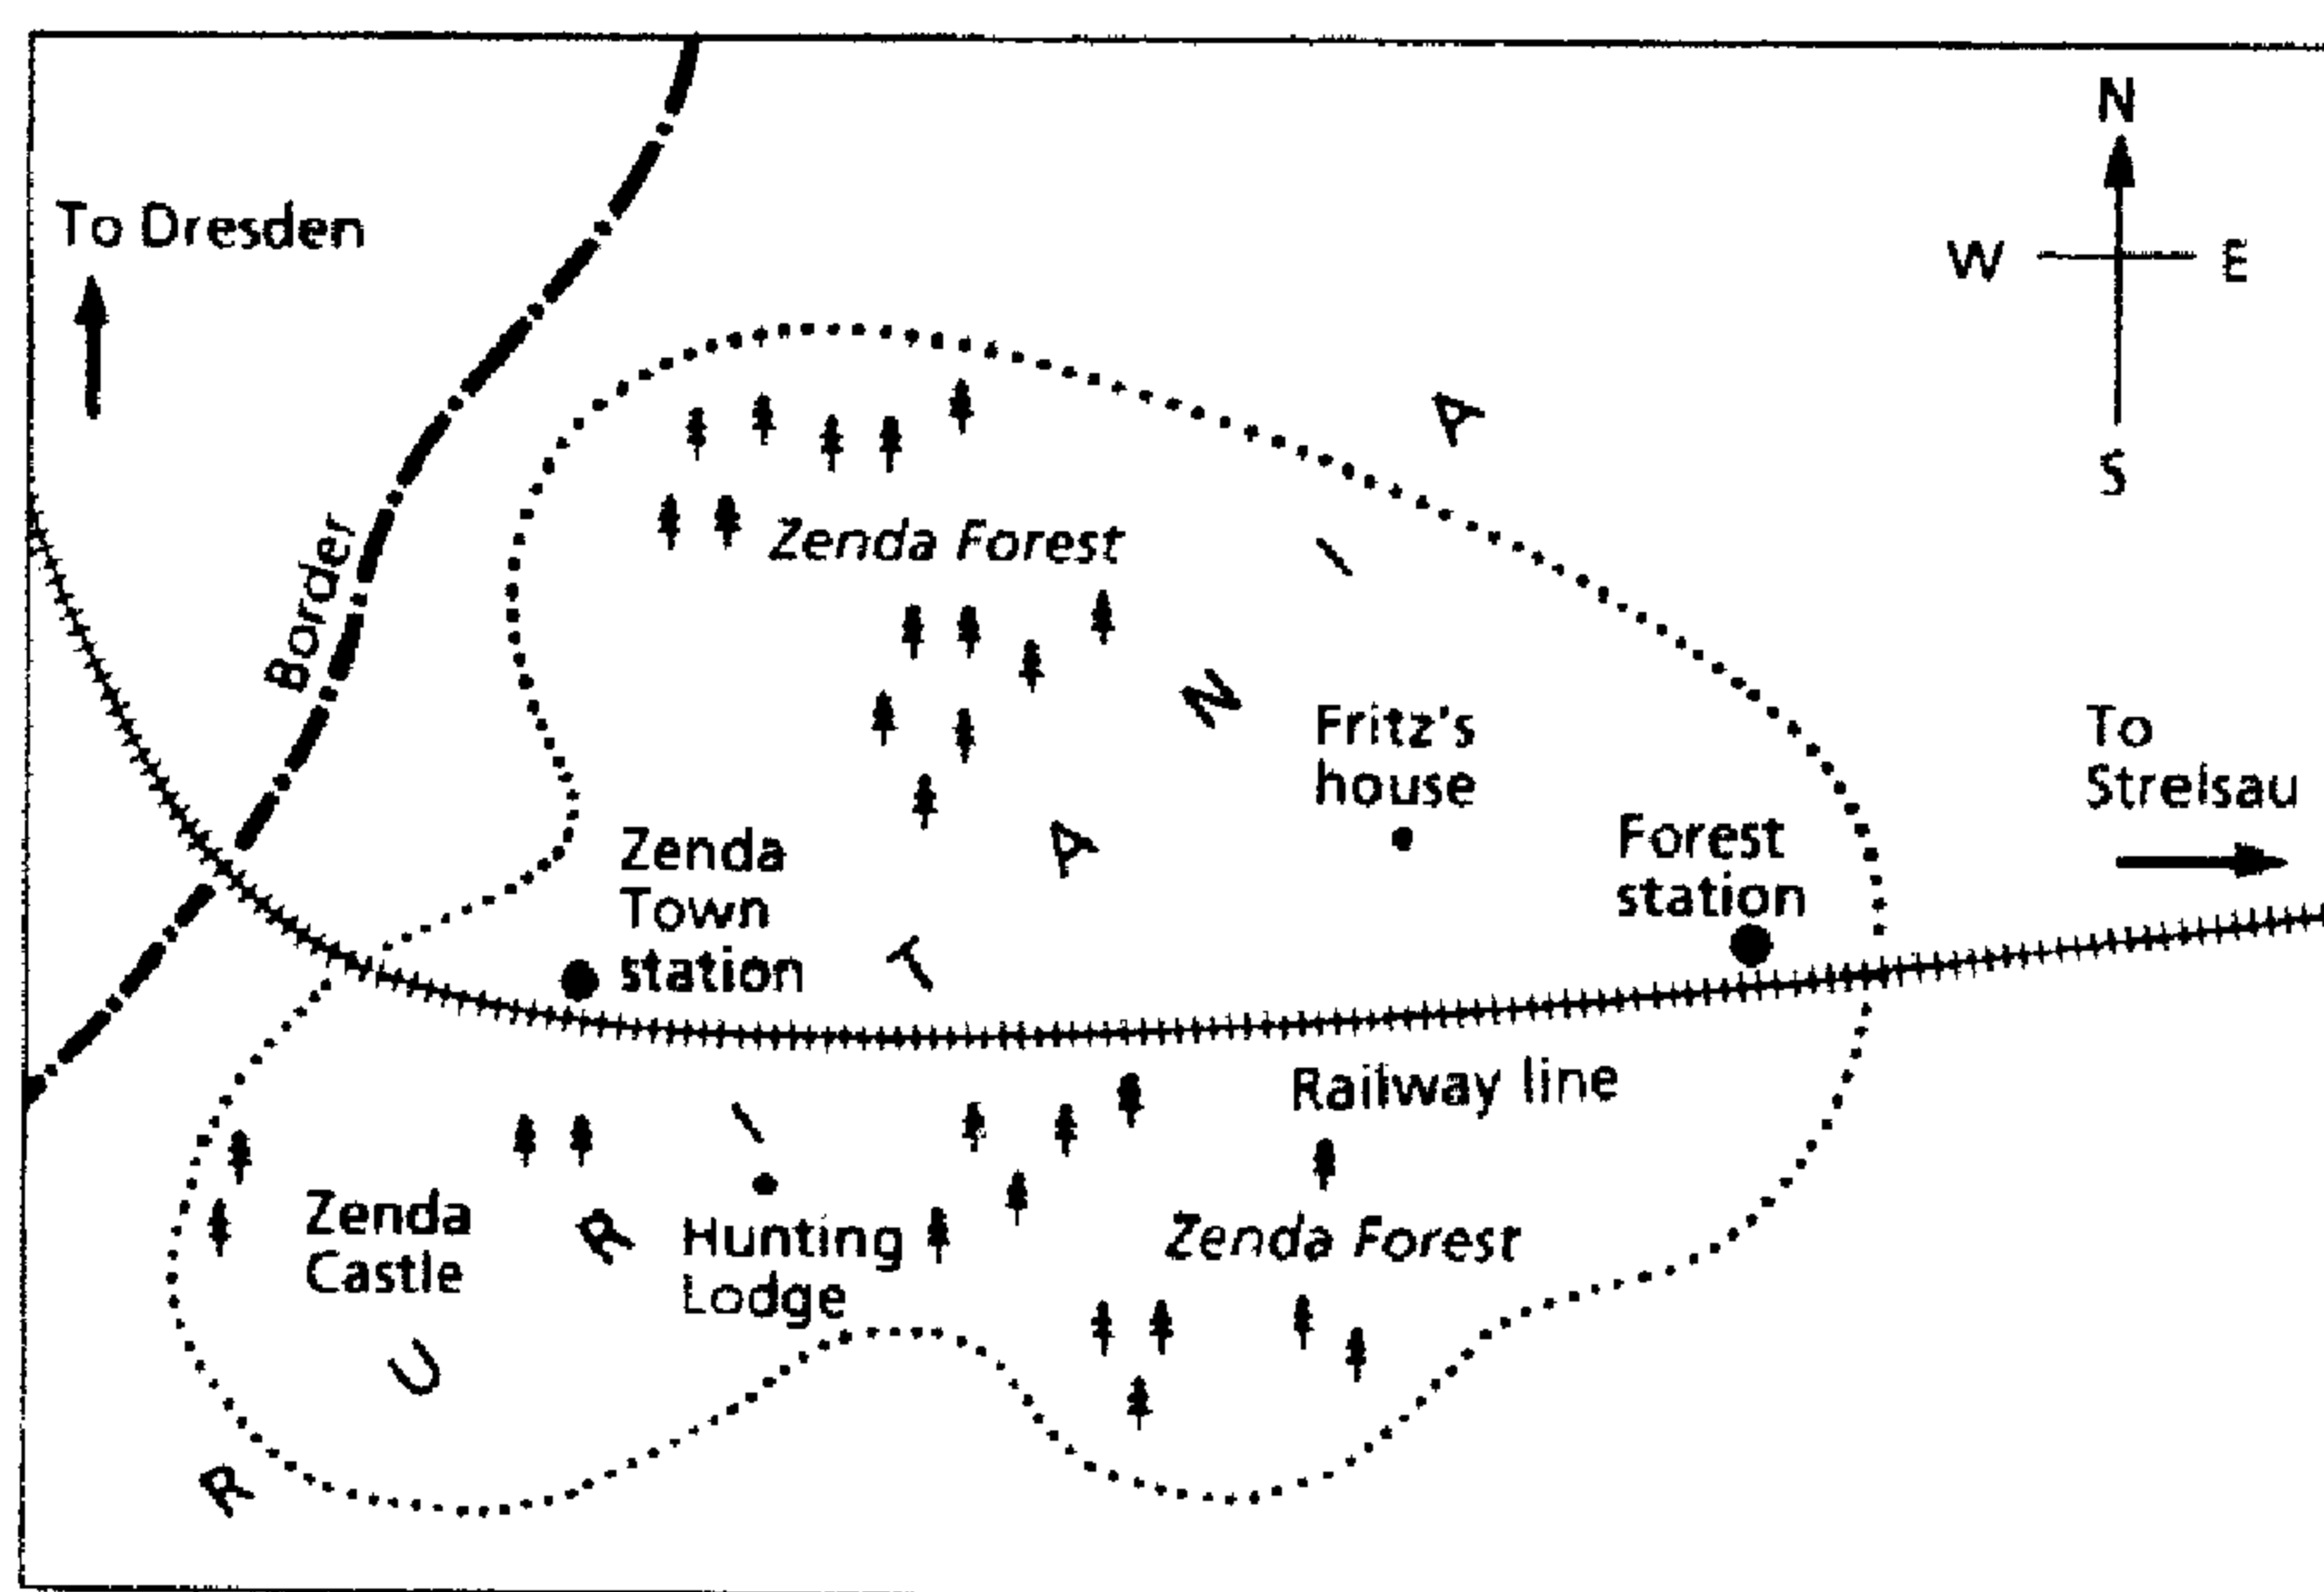 N
W E
S
To Dresden
Border
Zenda Forest
Fritz's
house
To
Strelsau
Forest
station
Zenda
Town
station
Railway line
Zenda
Castle
Hunting
Lodge
Zenda Forest
RURITANIA